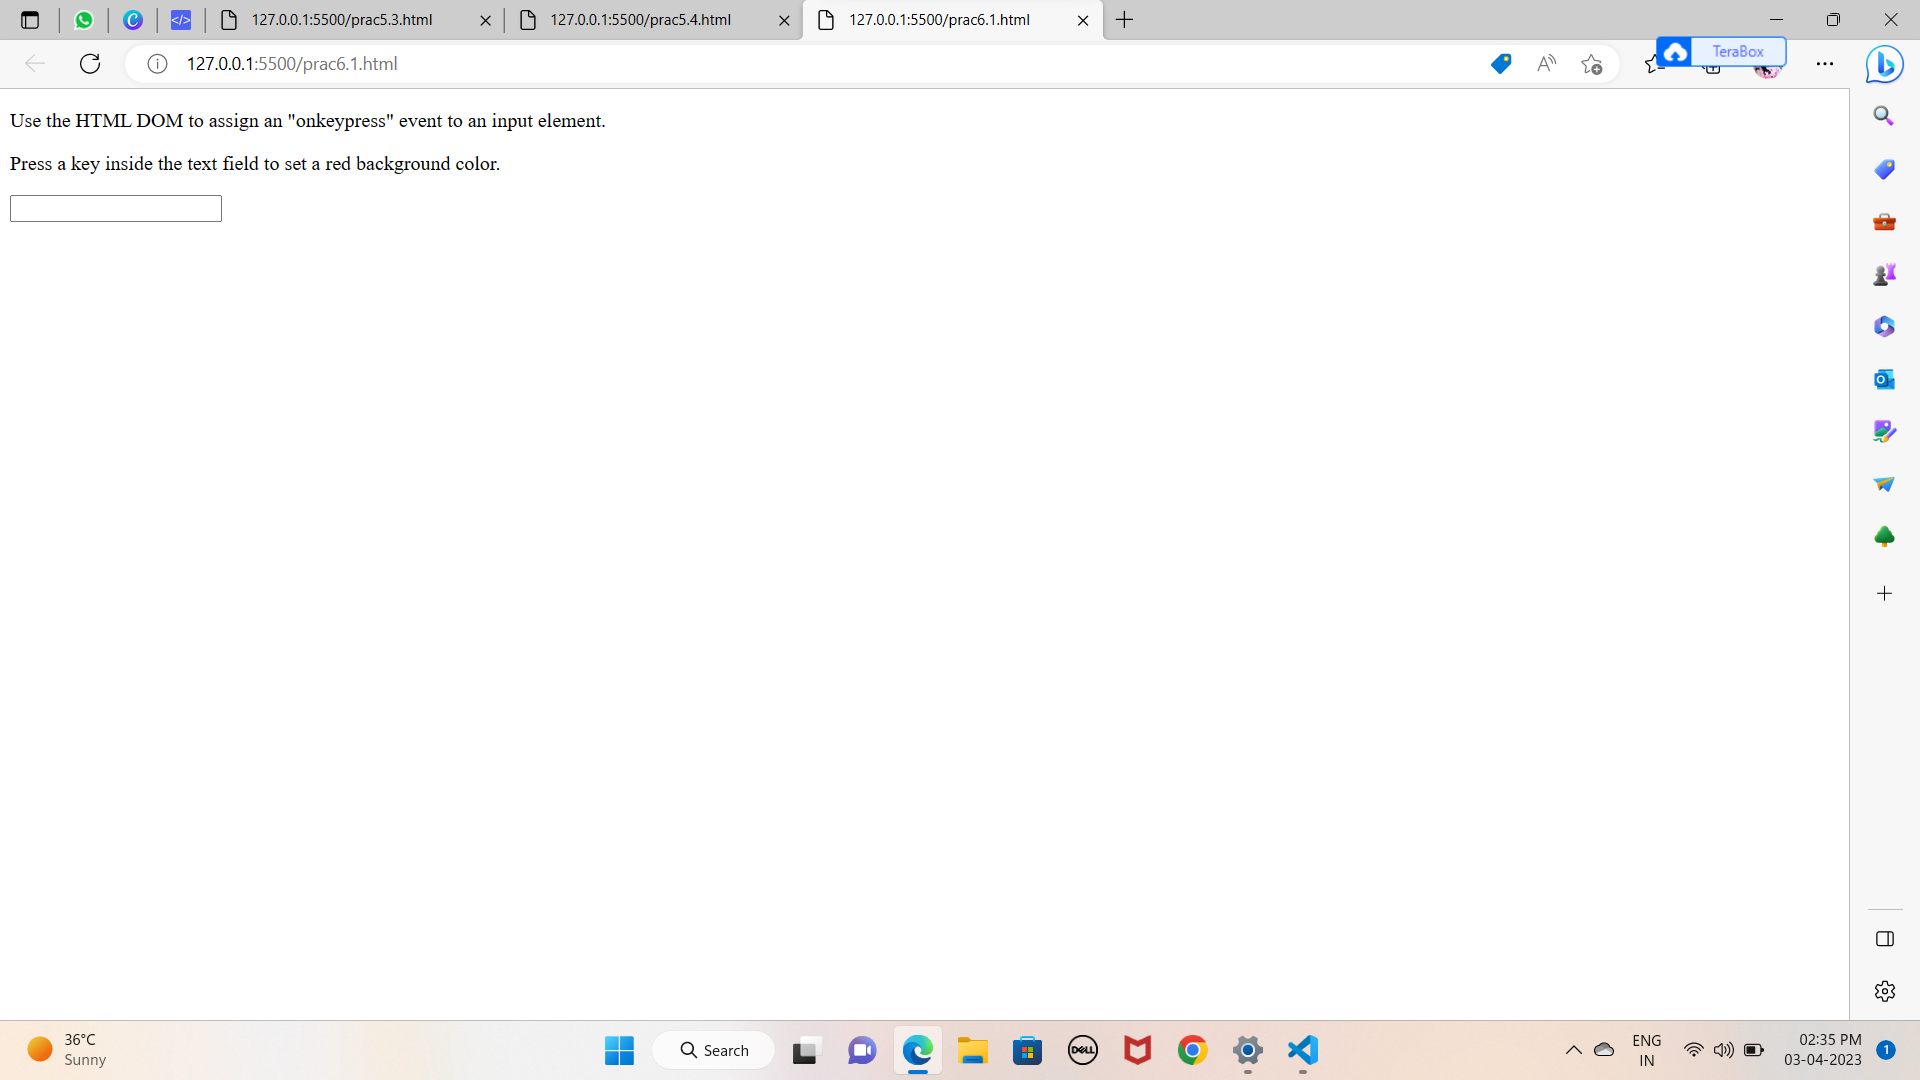 127.0.0.1:5500/prac5.3.html
127.0.0.1:5500/prac5.4.html
127.0.0.1:5500/prac6.1.html
127.0.0.1:5500/prac6.1.html
TeraBox
Use the HTML DOM to assign an "onkeypress" event to an input element.
Press a key inside the text field to set a red background color.
36°C
Sunny
Search
DELL
ENG
IN
02:35 PM
03-04-2023
1